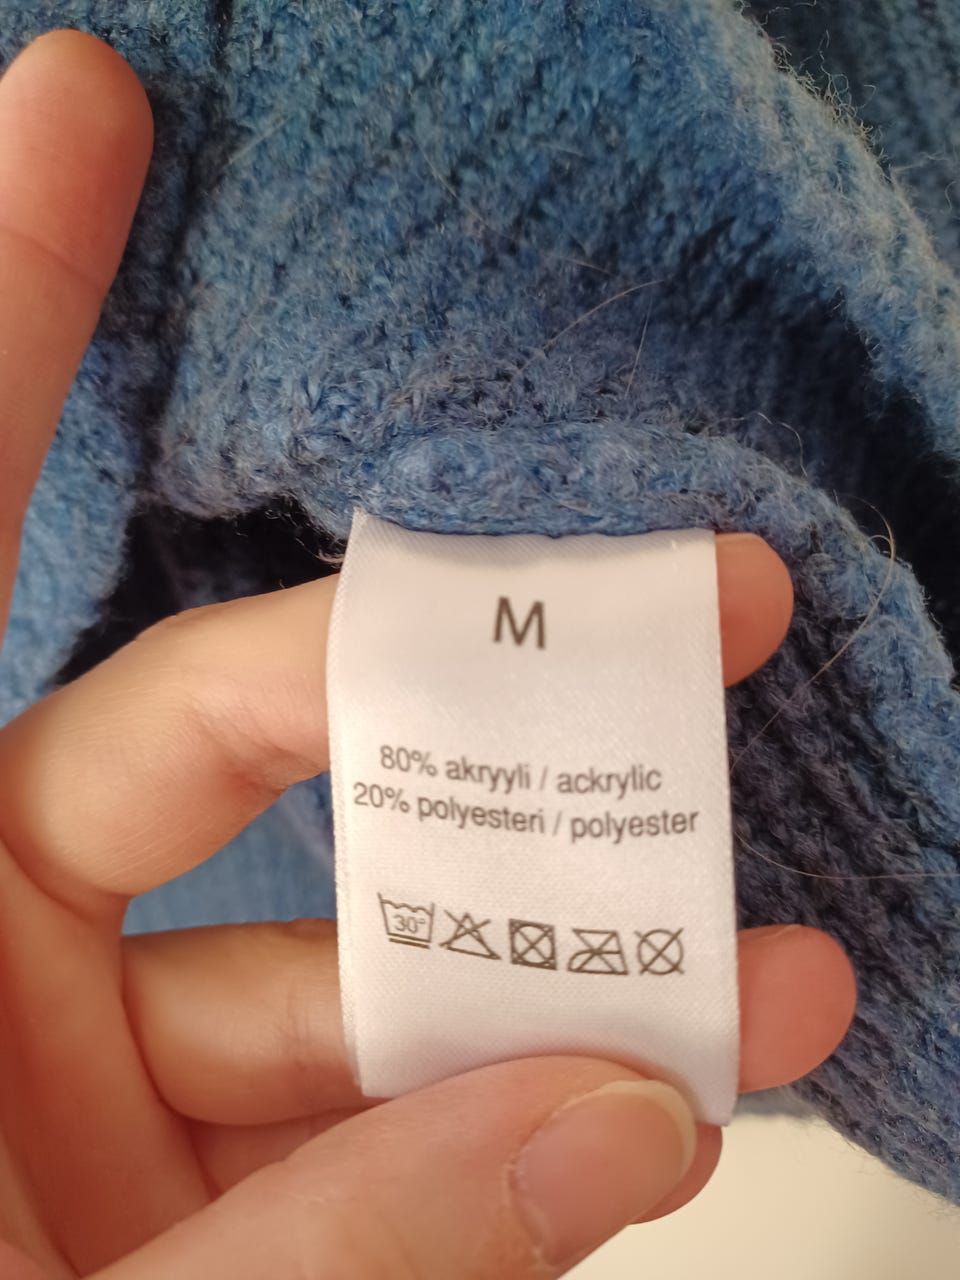 M
80% akryyli / ackrylic
20% polyesteri / polyester
30°